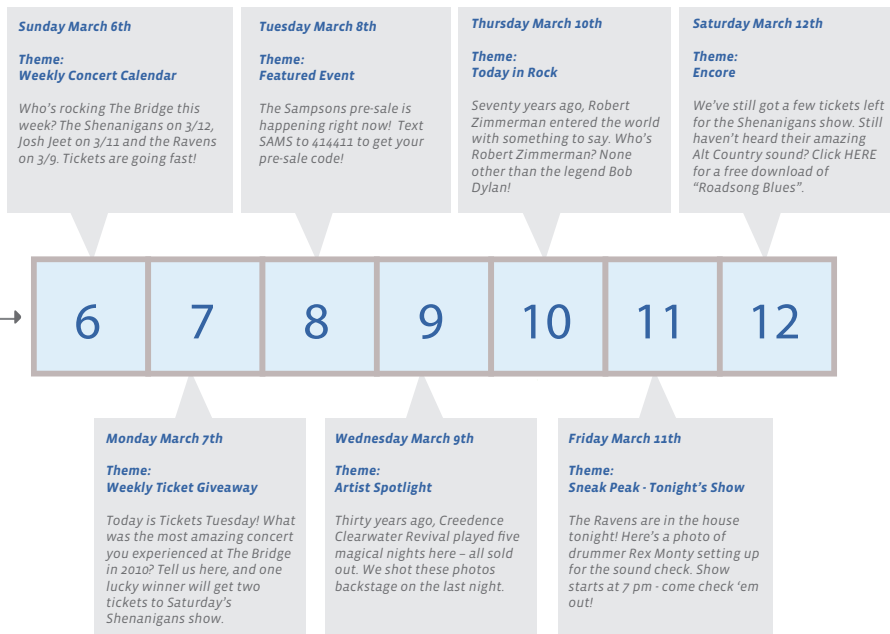 Sunday March 6th
Theme:
Weekly Concert Calendar
Who's rocking The Bridge this
week? The Shenanigans on 3/12,
Josh Jeet on 3/11 and the Ravens
on 3/9. Tickets are going fast!
Tuesday March 8th
Theme:
Featured Event
The Sampsons pre-sale is
happening right now!  Text
SAMS to 414411 to get your
pre-sale code!
Thursday March 10th
Theme:
Today in Rock
Seventy years ago, Robert
Zimmerman entered the world
with something to say. Who's
Robert Zimmerman? None
other than the legend Bob
Dylan!
Saturday March 12th
Theme:
Encore
We've still got a few tickets left
for the Shenanigans show. Still
haven't heard their amazing
Alt Country sound? Click HERE
for a free download of
“Roadsong Blues”.
6 7 8 9 10 11 12
Monday March 7th
Theme:
Weekly Ticket Giveaway
Today is Tickets Tuesday! What
was the most amazing concert
you experienced at The Bridge
in 2010? Tell us here, and one
lucky winner will get two
tickets to Saturday's
Shenanigans show.
Wednesday March 9th
Theme:
Artist Spotlight
Thirty years ago, Creedence
Clearwater Revival played five
magical nights here – all sold
out. We shot these photos
backstage on the last night.
Friday March 11th
Theme:
Sneak Peak - Tonight's Show
The Ravens are in the house
tonight! Here's a photo of
drummer Rex Monty setting up
for the sound check. Show
starts at 7 pm - come check ‘em
out!